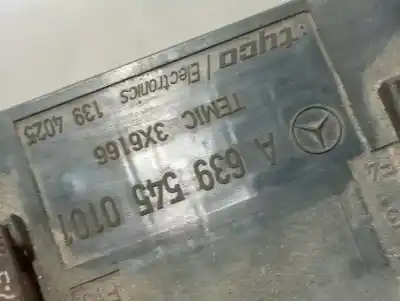 A 639 545 0101
TEMIC 3X6166
tyco / Electronics 139 4025